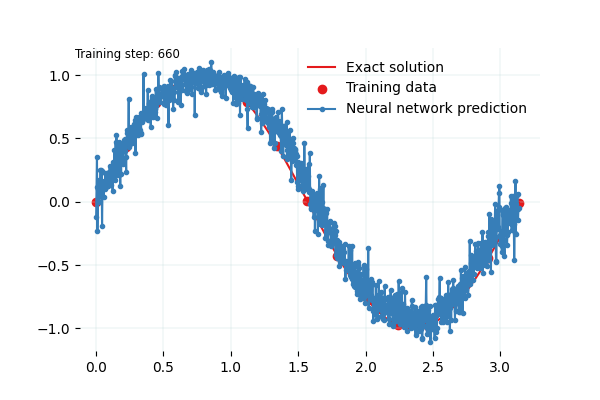 Training step: 660
Exact solution
Training data
Neural network prediction
1.0
0.5
0.0
−0.5
−1.0
0.0 0.5 1.0 1.5 2.0 2.5 3.0